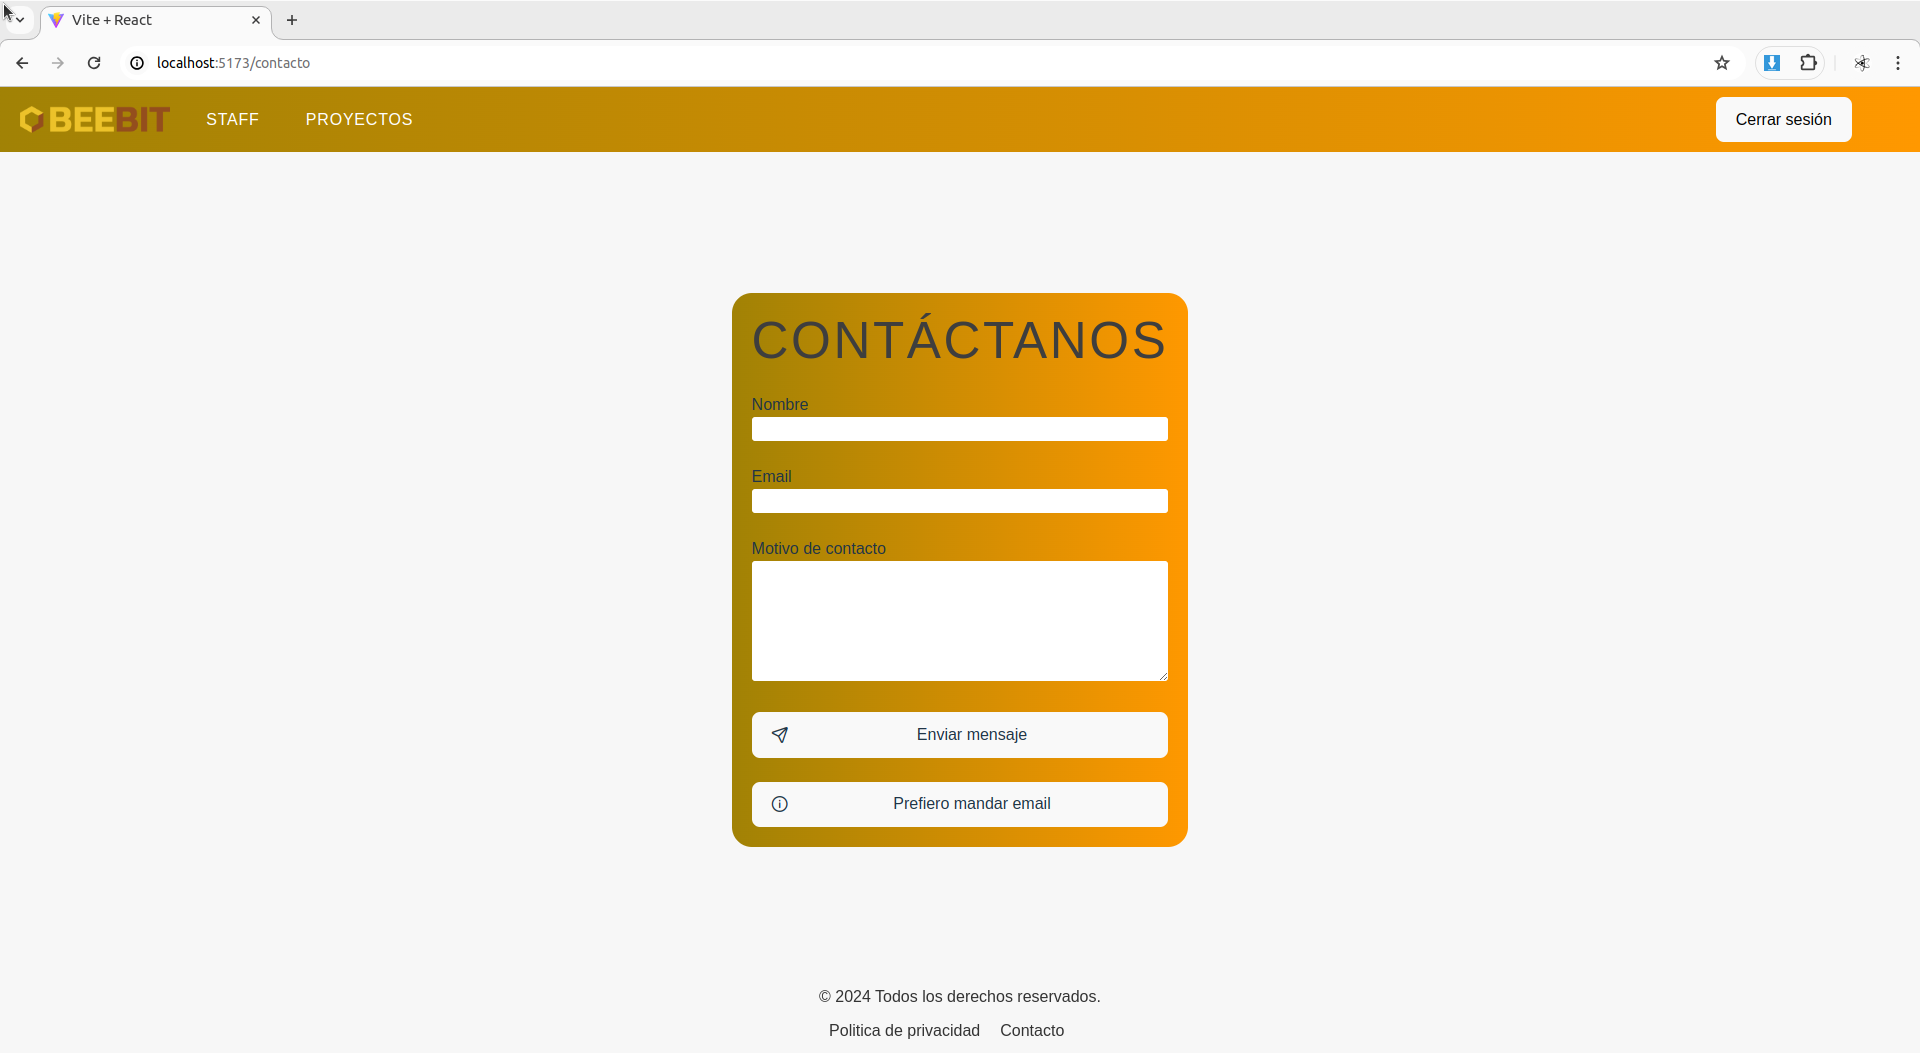 Vite + React
localhost:5173/contacto
BEEBIT STAFF PROYECTOS Cerrar sesión
CONTÁCTANOS
Nombre
Email
Motivo de contacto
Enviar mensaje
Prefiero mandar email
© 2024 Todos los derechos reservados.
Politica de privacidad Contacto